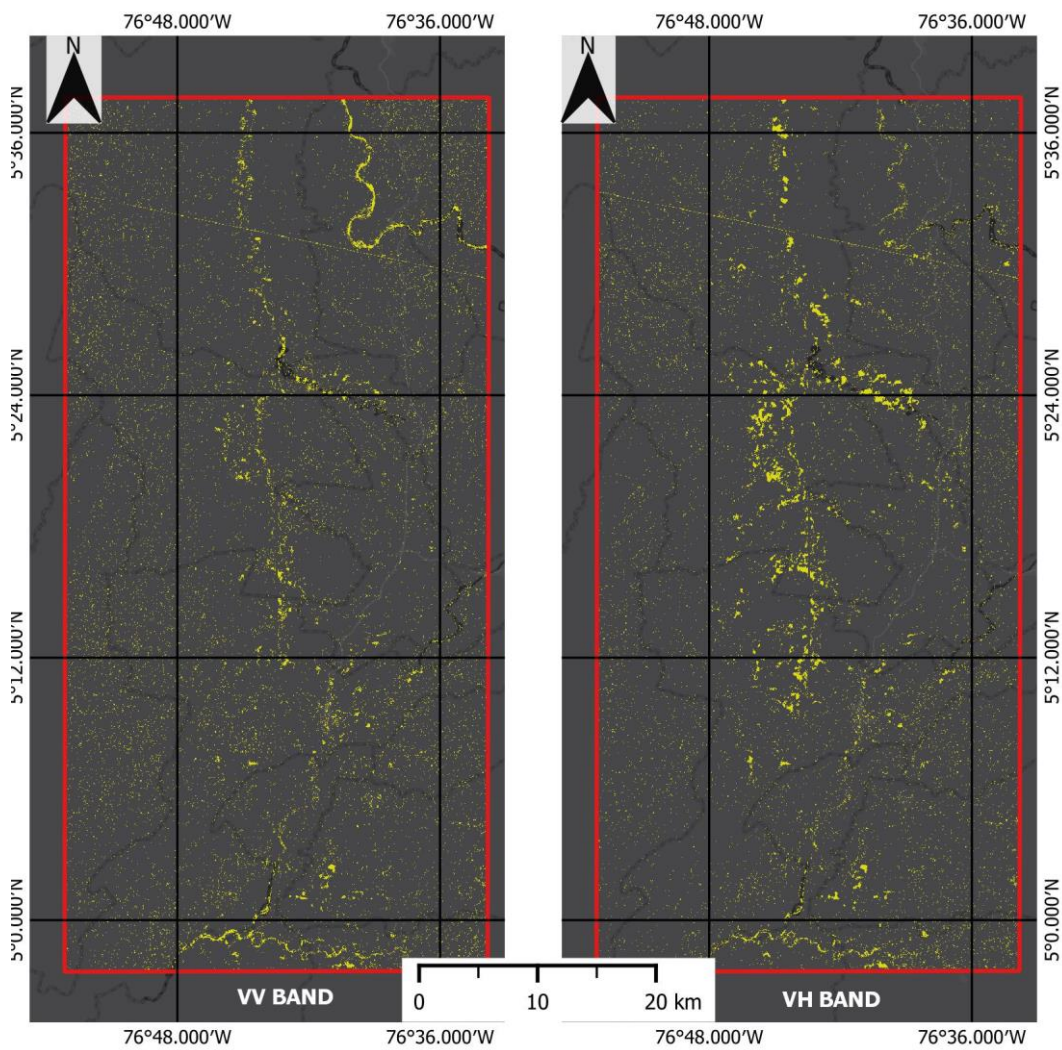 76°48.000′W 76°36.000′W 76°48.000′W 76°36.000′W
N N
5°36.000′N 5°36.000′N
5°24.000′N 5°24.000′N
5°12.000′N 5°12.000′N
5°0.000′N 5°0.000′N
VV BAND 0 10 20 km VH BAND
76°48.000′W 76°36.000′W 76°48.000′W 76°36.000′W